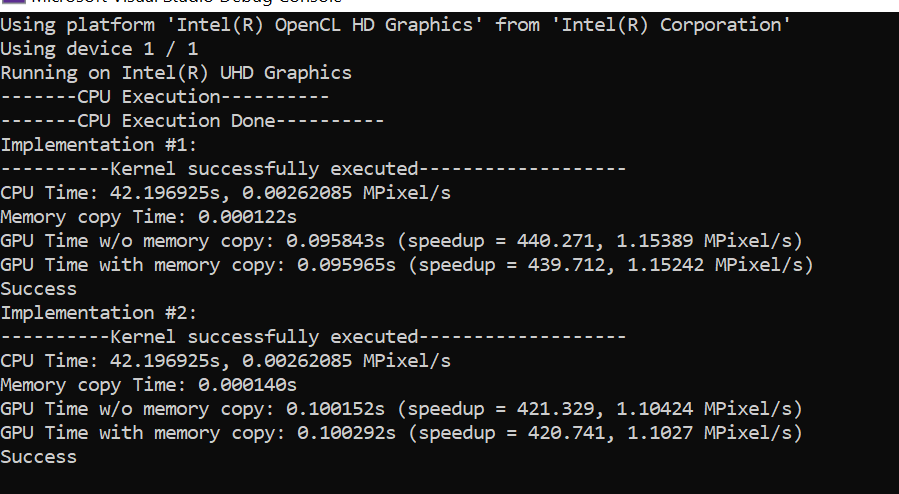 Microsoft Visual Studio Debug Console
Using platform 'Intel(R) OpenCL HD Graphics' from 'Intel(R) Corporation'
Using device 1 / 1
Running on Intel(R) UHD Graphics
-------CPU Execution----------
-------CPU Execution Done----------
Implementation #1:
----------Kernel successfully executed-------------------
CPU Time: 42.196925s, 0.00262085 MPixel/s
Memory copy Time: 0.000122s
GPU Time w/o memory copy: 0.095843s (speedup = 440.271, 1.15389 MPixel/s)
GPU Time with memory copy: 0.095965s (speedup = 439.712, 1.15242 MPixel/s)
Success
Implementation #2:
----------Kernel successfully executed-------------------
CPU Time: 42.196925s, 0.00262085 MPixel/s
Memory copy Time: 0.000140s
GPU Time w/o memory copy: 0.100152s (speedup = 421.329, 1.10424 MPixel/s)
GPU Time with memory copy: 0.100292s (speedup = 420.741, 1.1027 MPixel/s)
Success